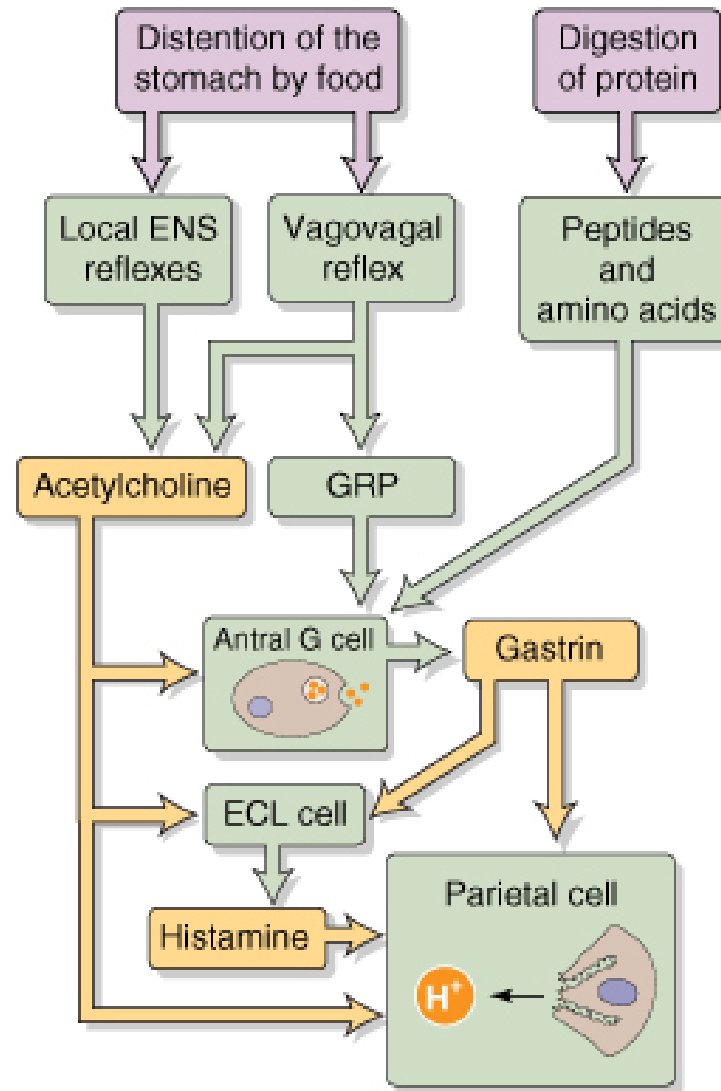 Distention of the
stomach by food
Digestion
of protein
Local ENS
reflexes
Vagovagal
reflex
Peptides
and
amino acids
Acetylcholine
GRP
Antral G cell
Gastrin
ECL cell
Histamine
Parietal cell
H⁺